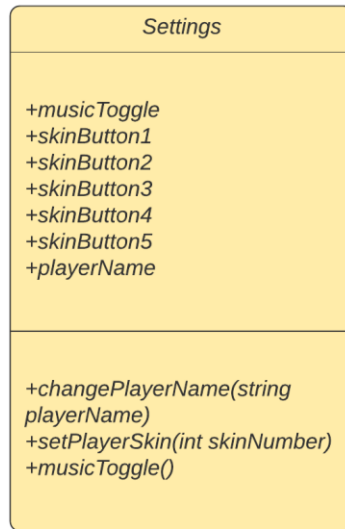 Settings
+musicToggle
+skinButton1
+skinButton2
+skinButton3
+skinButton4
+skinButton5
+playerName
+changePlayerName(string
playerName)
+setPlayerSkin(int skinNumber)
+musicToggle()